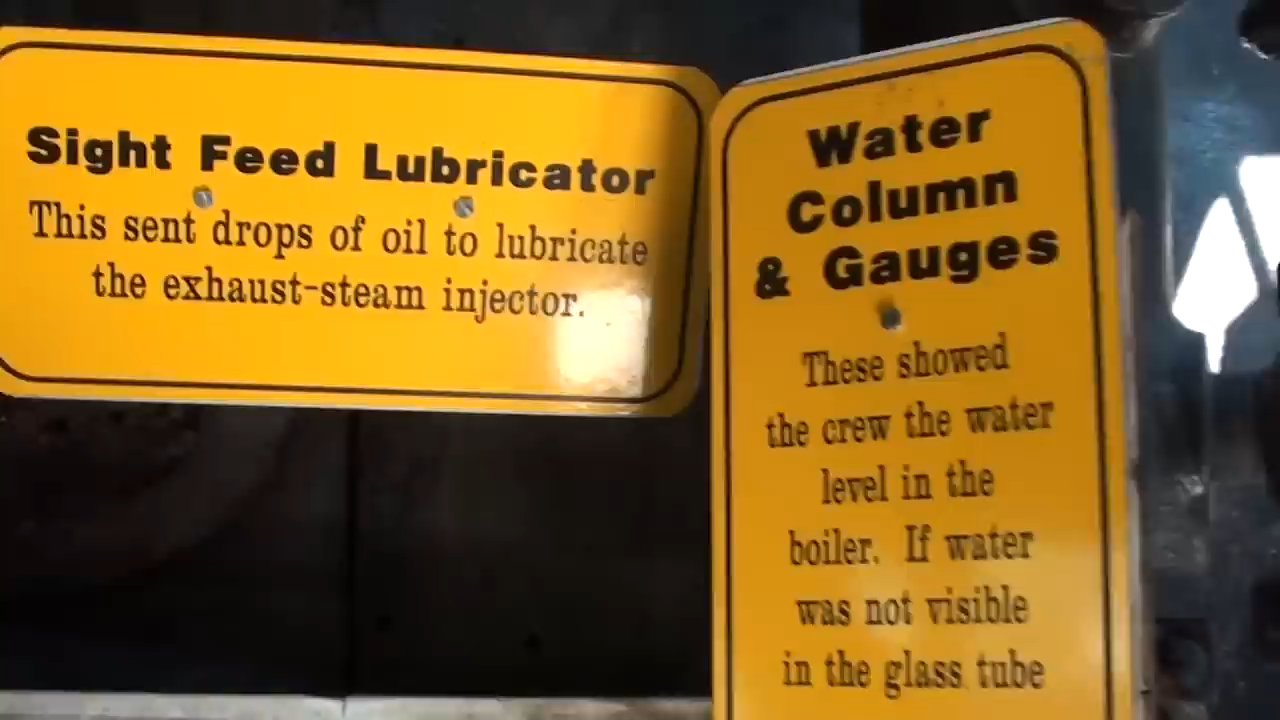 Sight Feed Lubricator
This sent drops of oil to lubricate
the exhaust-steam injector.
Water
Column
& Gauges
These showed
the crew the water
level in the
boiler. If water
was not visible
in the glass tube